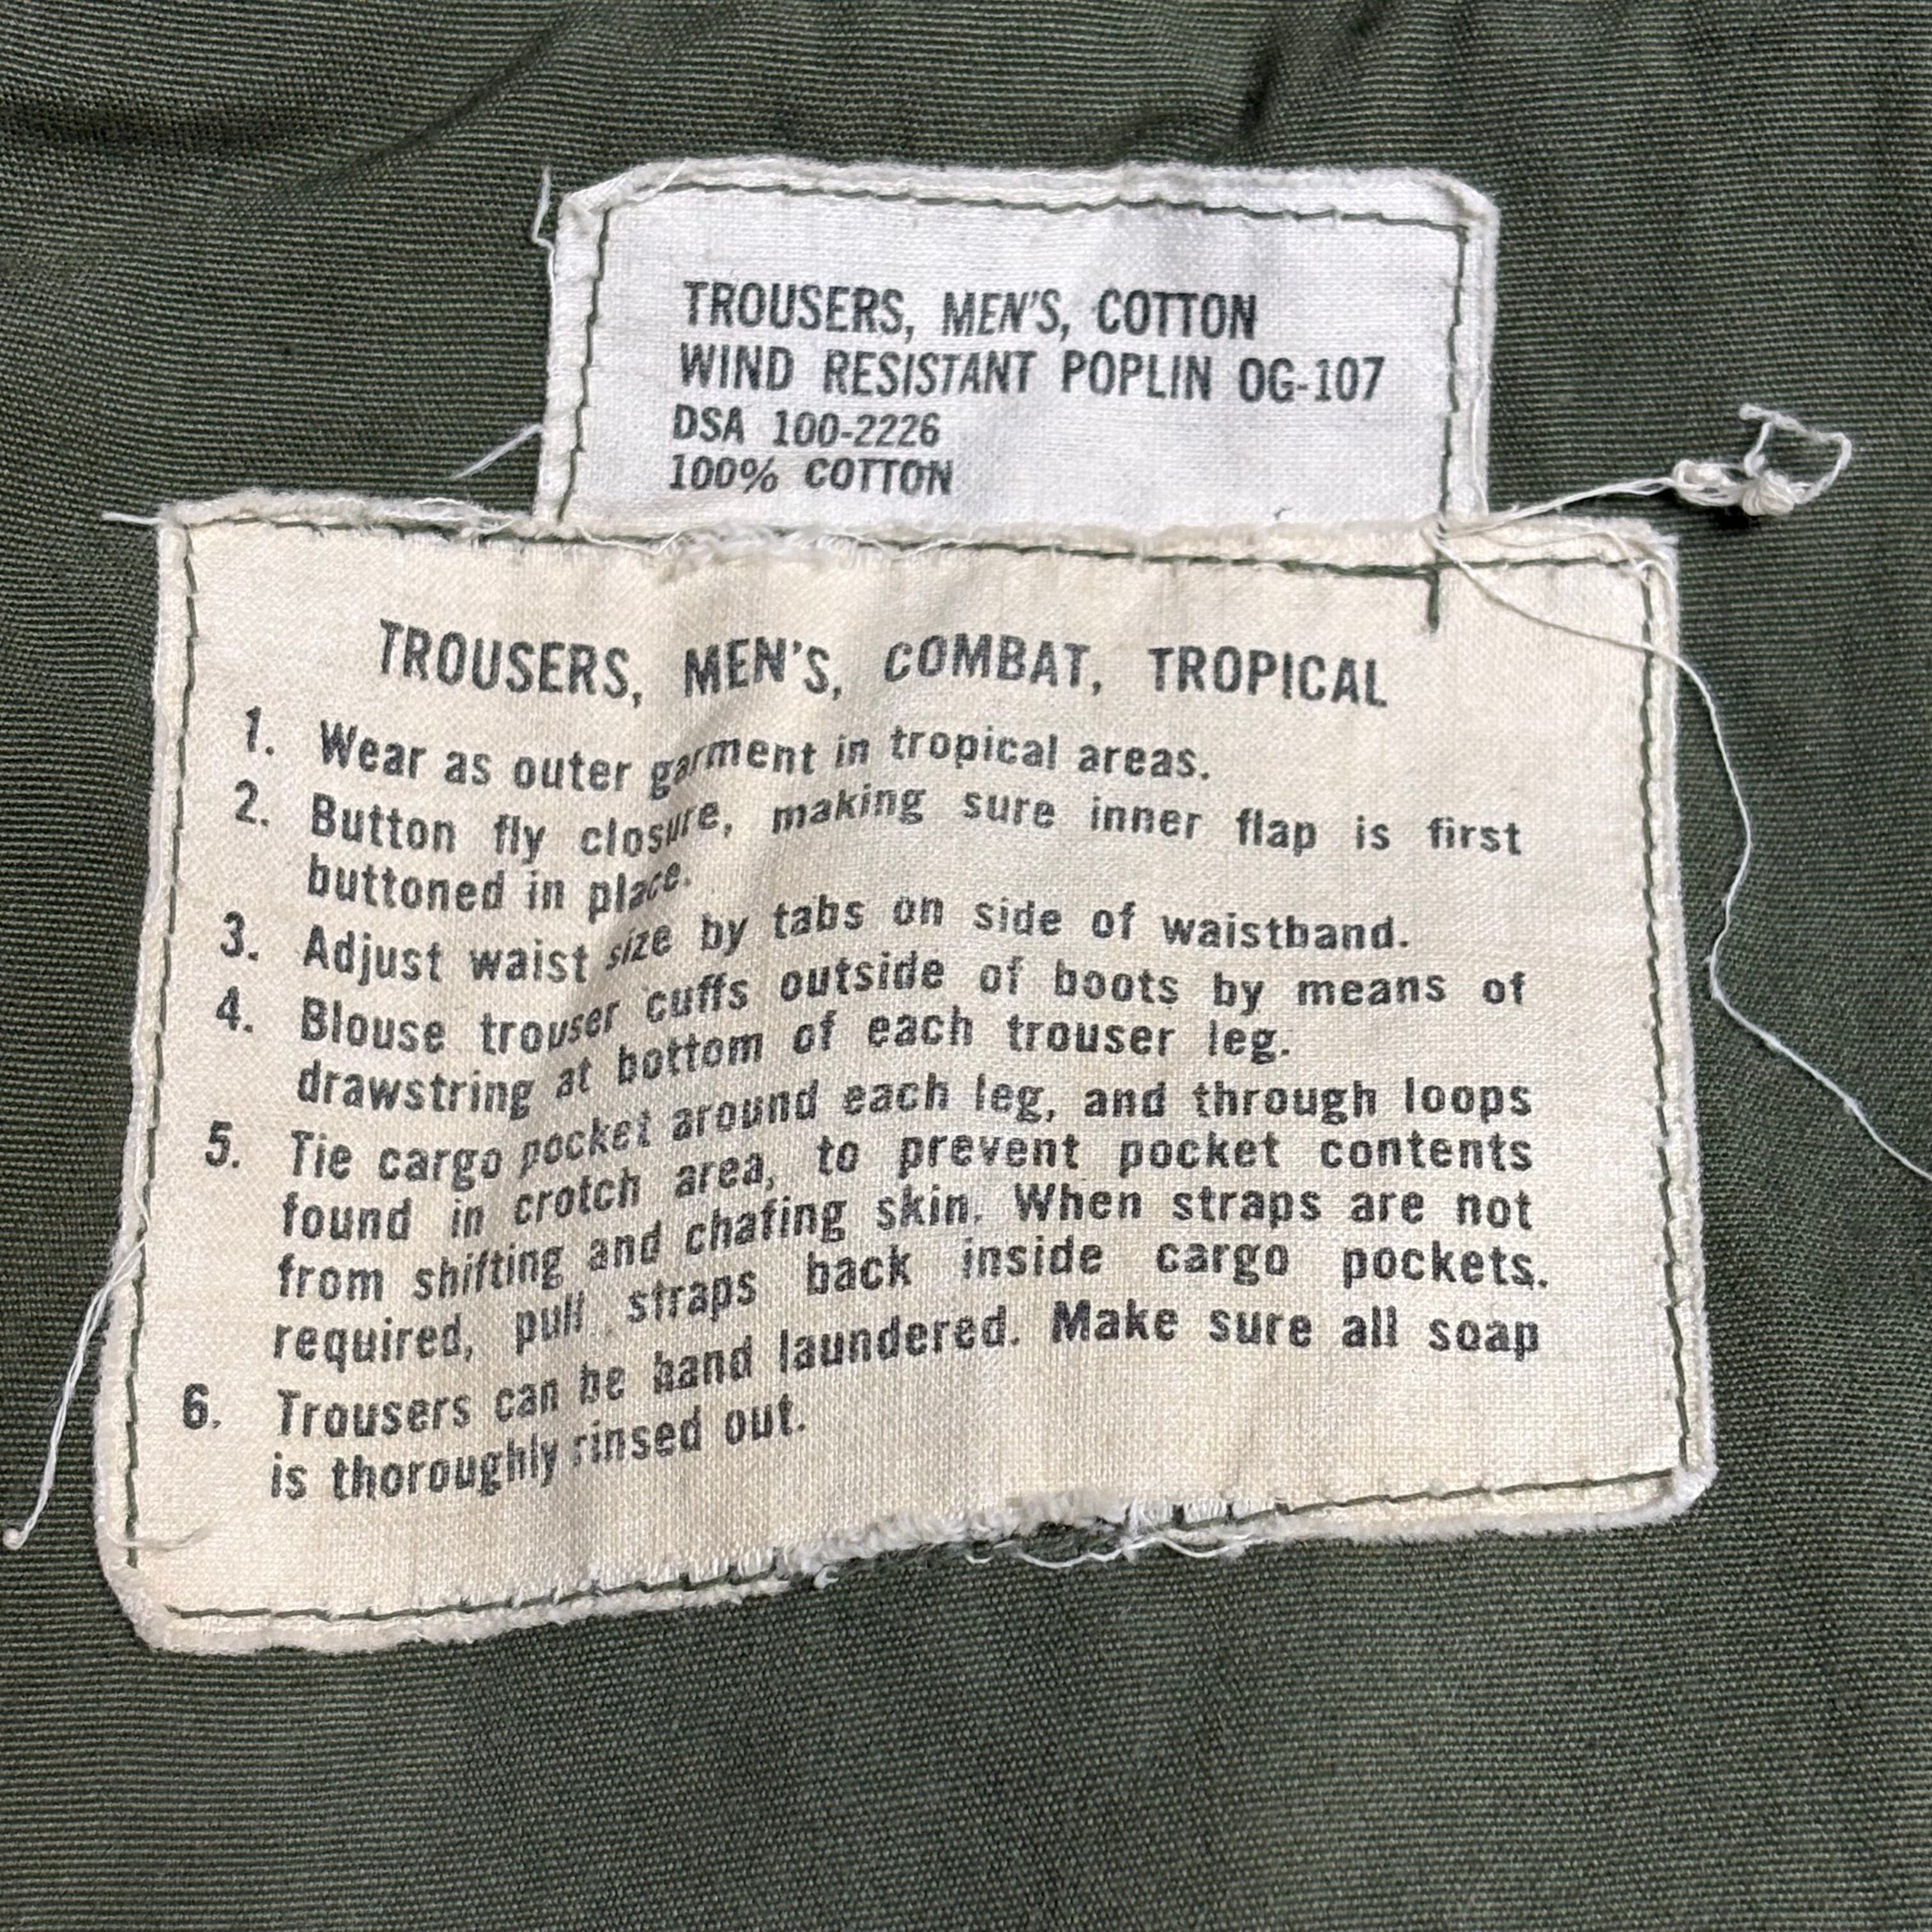 TROUSERS, MEN'S, COTTON
WIND RESISTANT POPLIN OG-107
DSA 100-2226
100% COTTON
TROUSERS, MEN'S, COMBAT, TROPICAL
1. Wear as outer garment in tropical areas.
2. Button fly closure, making sure inner flap is first
buttoned in place.
3. Adjust waist size by tabs on side of waistband.
4. Blouse trouser cuffs outside of boots by means of
drawstring at bottom of each trouser leg.
5. Tie cargo pocket around each leg, and through loops
found in crotch area, to prevent pocket contents
from shifting and chafing skin. When straps are not
required, pull straps back inside cargo pockets.
6. Trousers can be hand laundered. Make sure all soap
is thoroughly rinsed out.